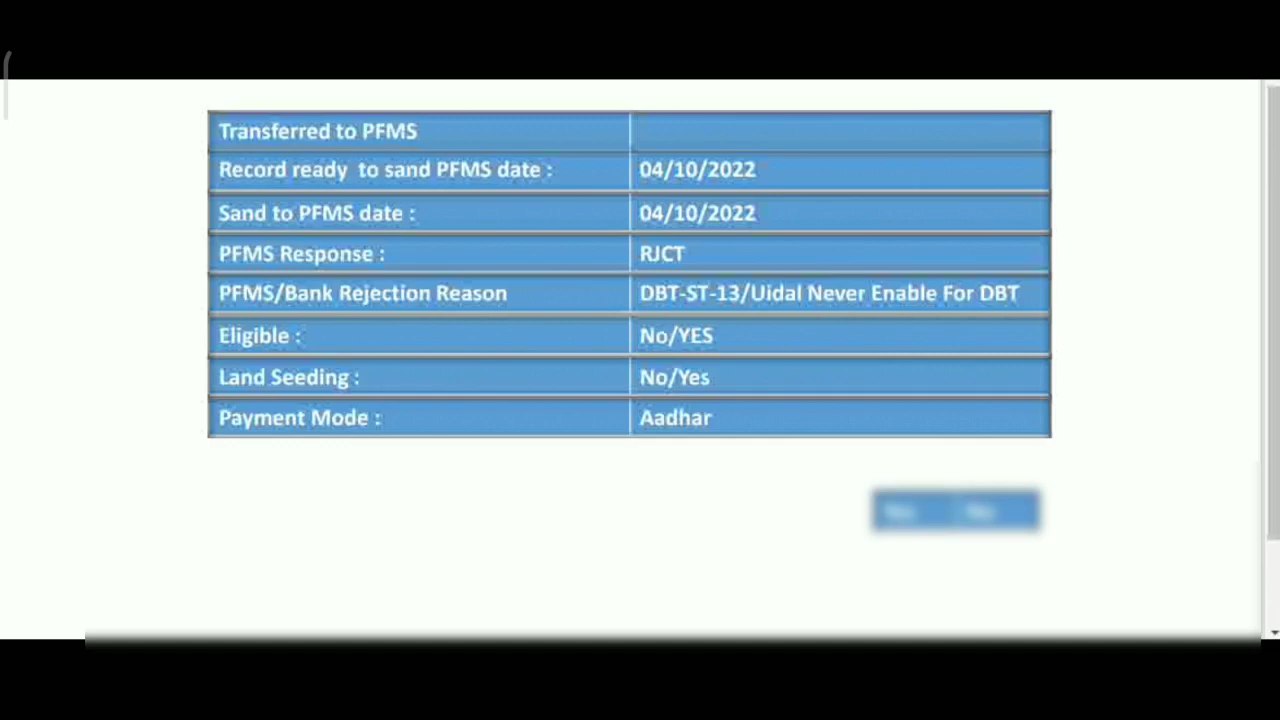 Transferred to PFMS
Record ready to sand PFMS date : 04/10/2022
Sand to PFMS date : 04/10/2022
PFMS Response : RJCT
PFMS/Bank Rejection Reason DBT-ST-13/Uidal Never Enable For DBT
Eligible : No/YES
Land Seeding : No/Yes
Payment Mode : Aadhar